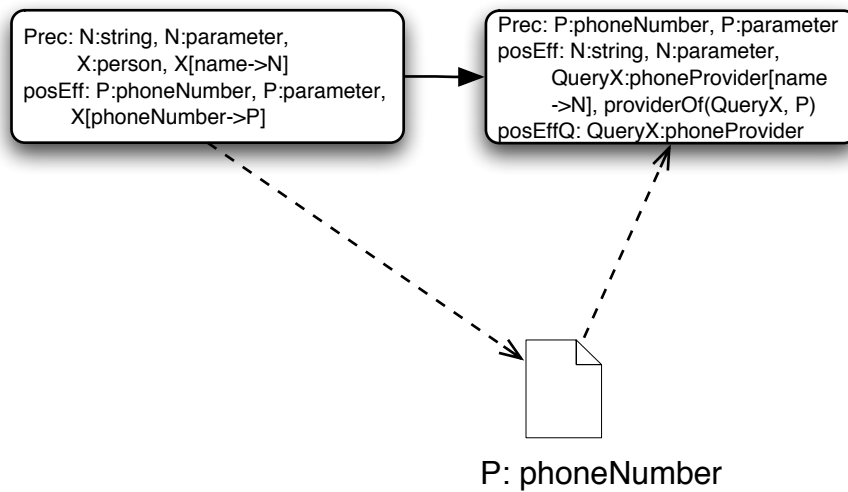 Prec: N:string, N:parameter,
X:person, X[name->N]
posEff: P:phoneNumber, P:parameter,
X[phoneNumber->P]
Prec: P:phoneNumber, P:parameter
posEff: N:string, N:parameter,
QueryX:phoneProvider[name
->N], providerOf(QueryX, P)
posEffQ: QueryX:phoneProvider
P: phoneNumber